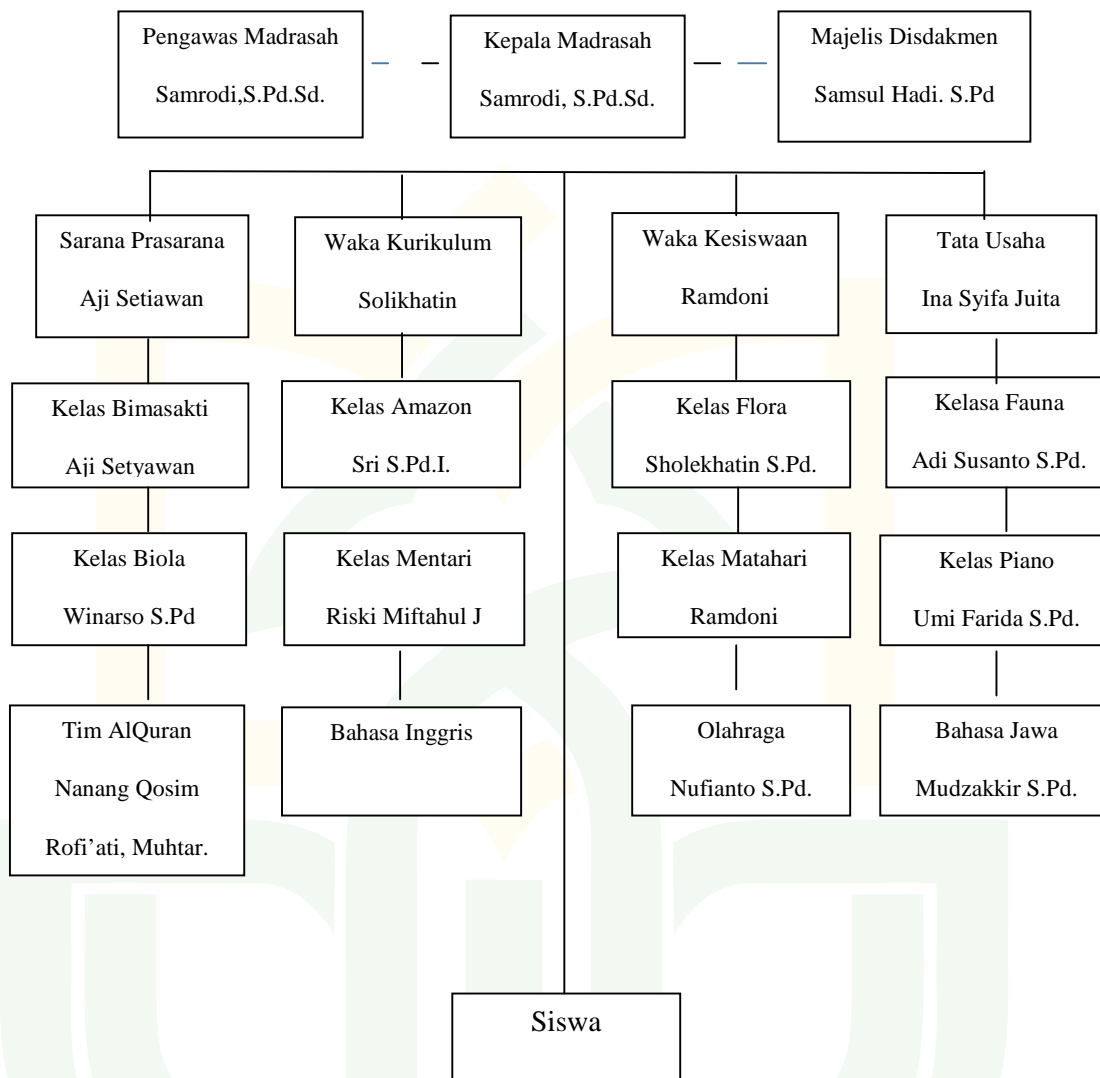 Pengawas Madrasah
Samrodi,S.Pd.Sd.
Kepala Madrasah
Samrodi, S.Pd.Sd.
Majelis Disdakmen
Samsul Hadi. S.Pd
Sarana Prasarana
Aji Setiawan
Waka Kurikulum
Solikhatin
Waka Kesiswaan
Ramdoni
Tata Usaha
Ina Syifa Juita
Kelas Bimasakti
Aji Setyawan
Kelas Amazon
Sri S.Pd.I.
Kelas Flora
Sholekhatin S.Pd.
Kelasa Fauna
Adi Susanto S.Pd.
Kelas Biola
Winarso S.Pd
Kelas Mentari
Riski Miftahul J
Kelas Matahari
Ramdoni
Kelas Piano
Umi Farida S.Pd.
Tim AlQuran
Nanang Qosim
Rofi’ati, Muhtar.
Bahasa Inggris
Olahraga
Nufianto S.Pd.
Bahasa Jawa
Mudzakkir S.Pd.
Siswa